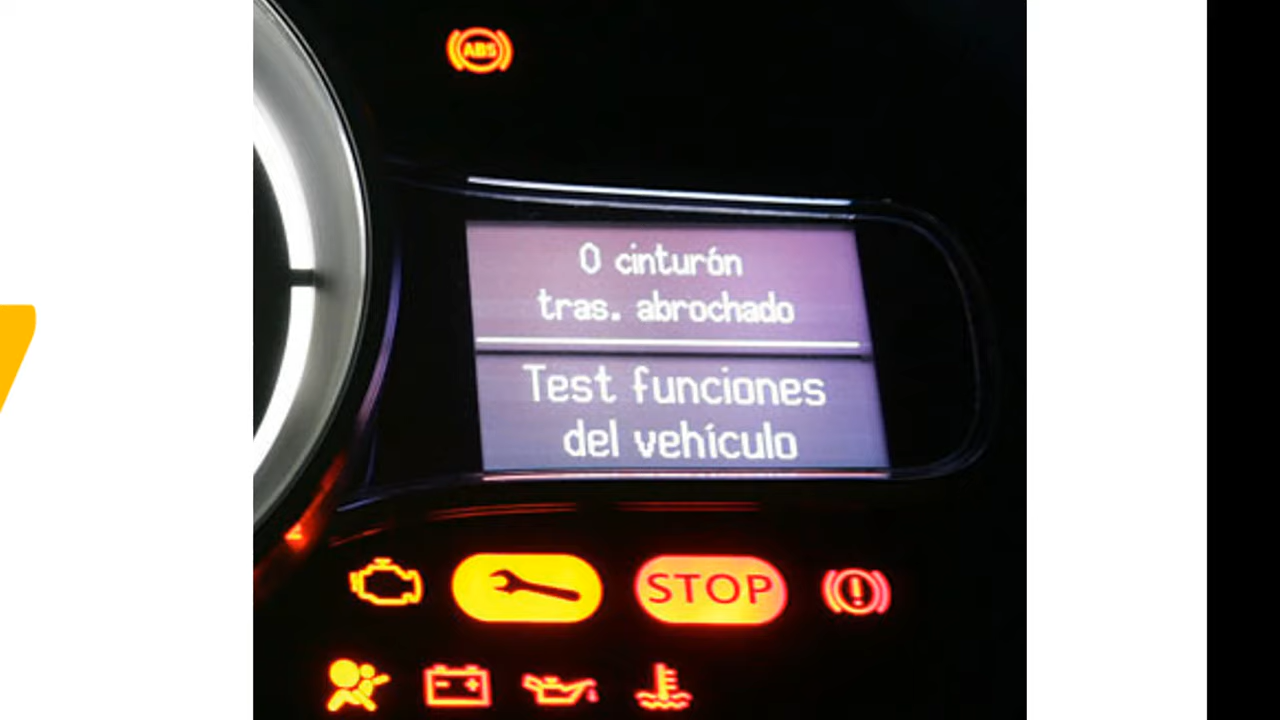 ABS
0 cinturón
tras. abrochado
Test funciones
del vehículo
STOP